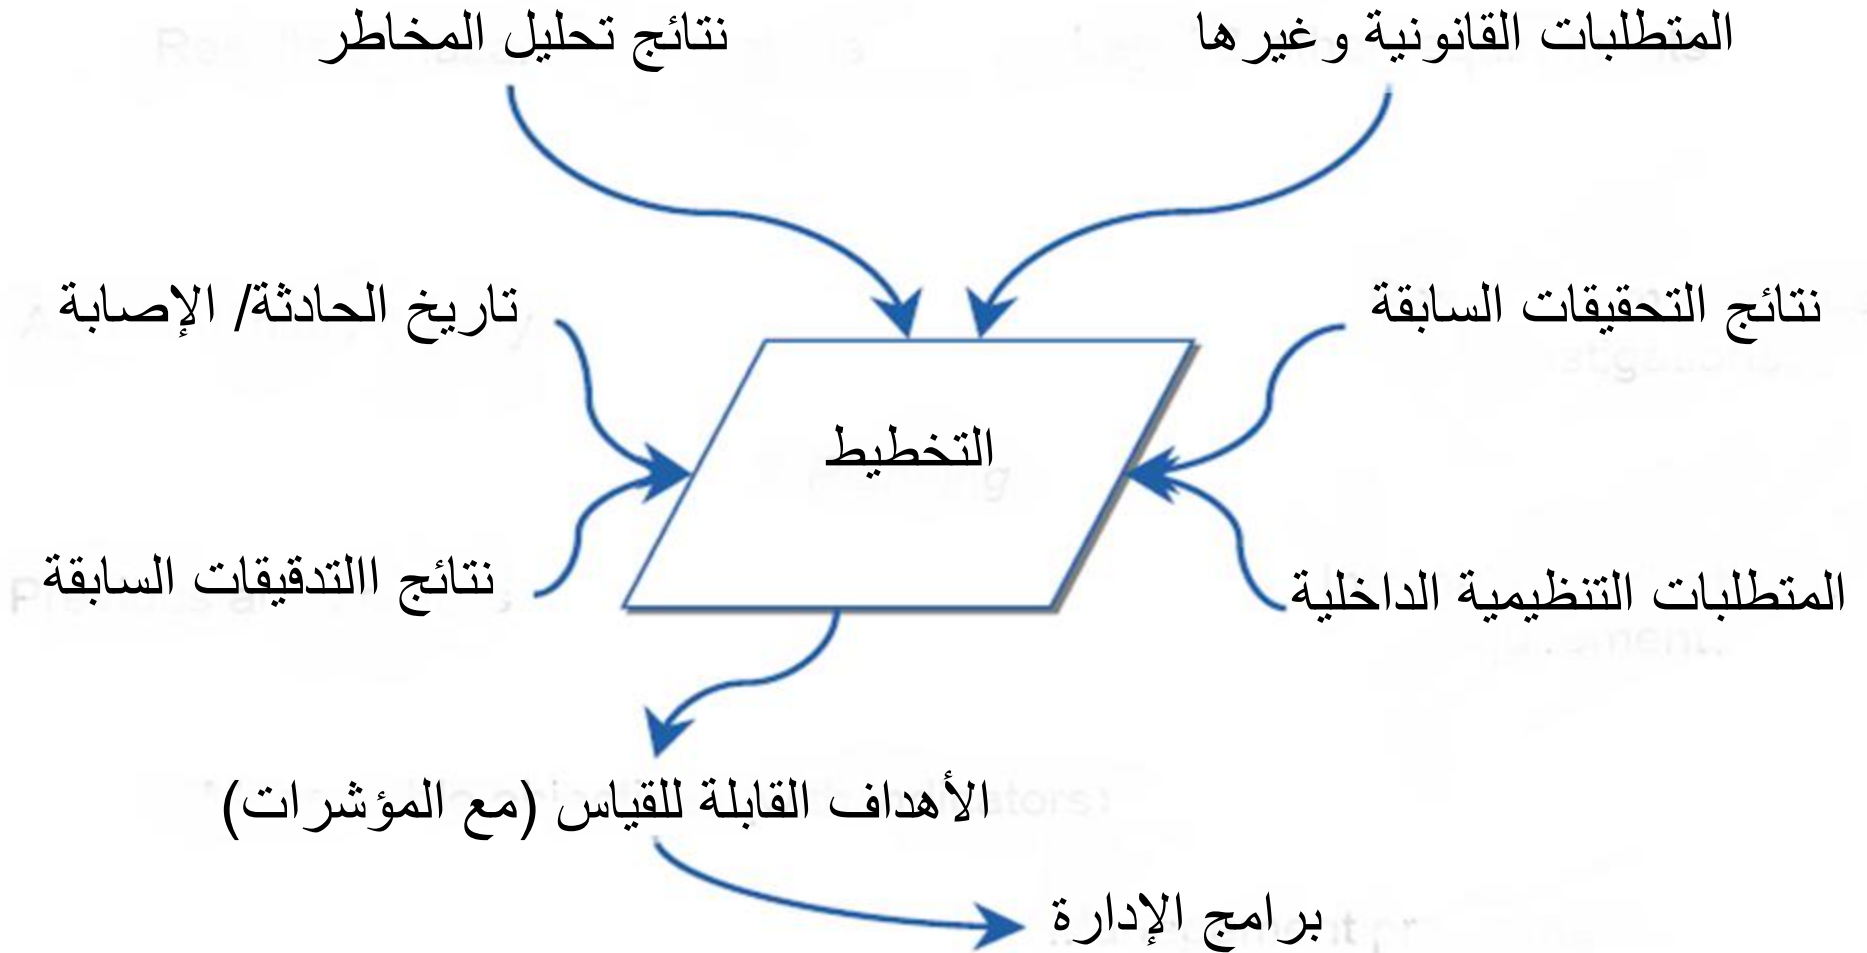 المتطلبات القانونية وغيرها
نتائج تحليل المخاطر
نتائج التحقيقات السابقة
تاريخ الحادثة/ الإصابة
التخطيط
المتطلبات التنظيمية الداخلية
نتائج االتدقيقات السابقة
الأهداف القابلة للقياس (مع المؤشرات)
برامج الإدارة